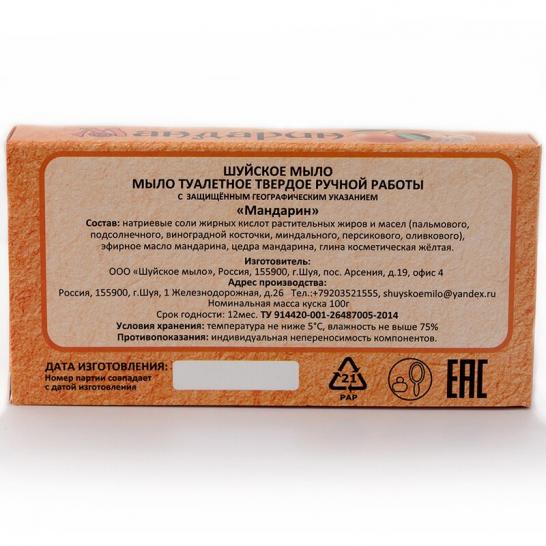 андарин
ШУЙСКОЕ МЫЛО
МЫЛО ТУАЛЕТНОЕ ТВЕРДОЕ РУЧНОЙ РАБОТЫ
С ЗАЩИЩЁННЫМ ГЕОГРАФИЧЕСКИМ УКАЗАНИЕМ
«Мандарин»
Состав: натриевые соли жирных кислот растительных жиров и масел (пальмового,
подсолнечного, виноградной косточки, миндального, персикового, оливкового),
эфирное масло мандарина, цедра мандарина, глина косметическая жёлтая.
Изготовитель:
ООО «Шуйское мыло», Россия, 155900, г.Шуя, пос. Арсения, д.19, офис 4
Адрес производства:
Россия, 155900, г.Шуя, 1 Железнодорожная, д.26 Тел.:+79203521555, shuyskoemilo@yandex.ru
Номинальная масса куска 100г
Срок годности: 12мес. ТУ 914420-001-26487005-2014
Условия хранения: температура не ниже 5°С, влажность не выше 75%
Противопоказания: индивидуальная непереносимость компонентов.
ДАТА ИЗГОТОВЛЕНИЯ:
Номер партии совпадает
с датой изготовления
21
PAP
EAC